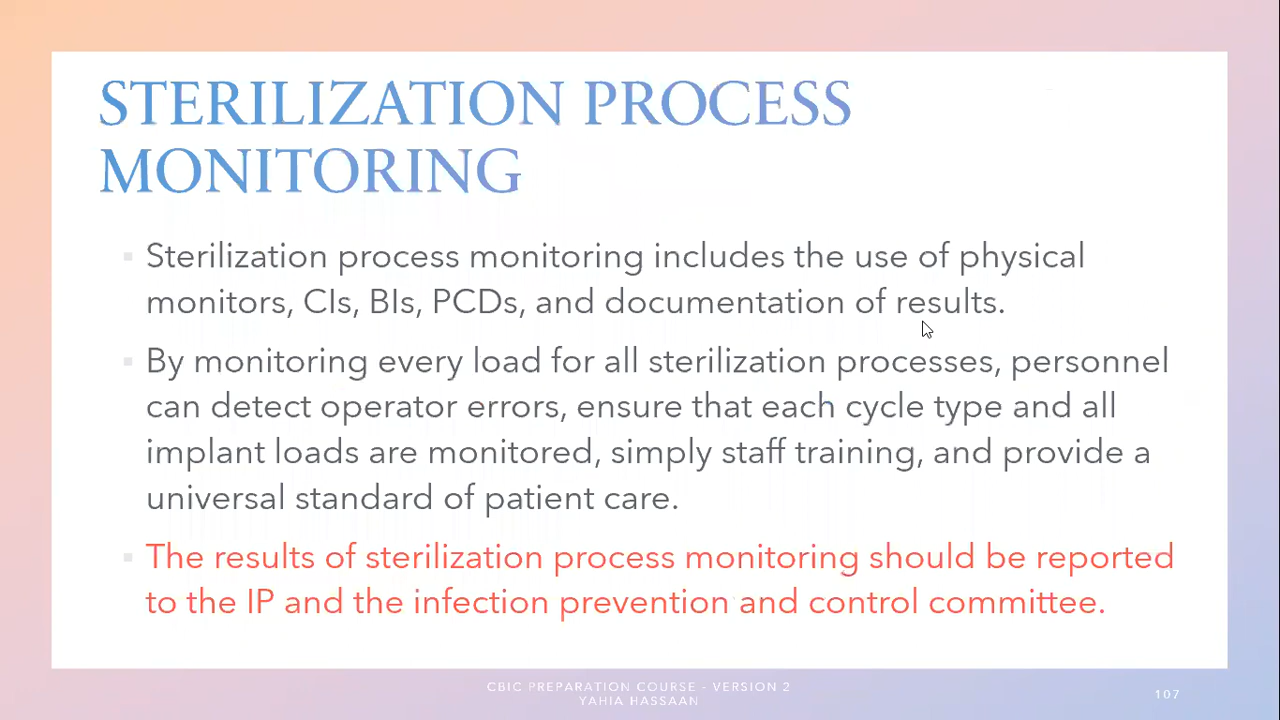 STERILIZATION PROCESS
MONITORING
Sterilization process monitoring includes the use of physical
monitors, CIs, BIs, PCDs, and documentation of results.
By monitoring every load for all sterilization processes, personnel
can detect operator errors, ensure that each cycle type and all
implant loads are monitored, simply staff training, and provide a
universal standard of patient care.
The results of sterilization process monitoring should be reported
to the IP and the infection prevention and control committee.
CBIC PREPARATION COURSE - VERSION 2
YAHIA HASSAAN
107